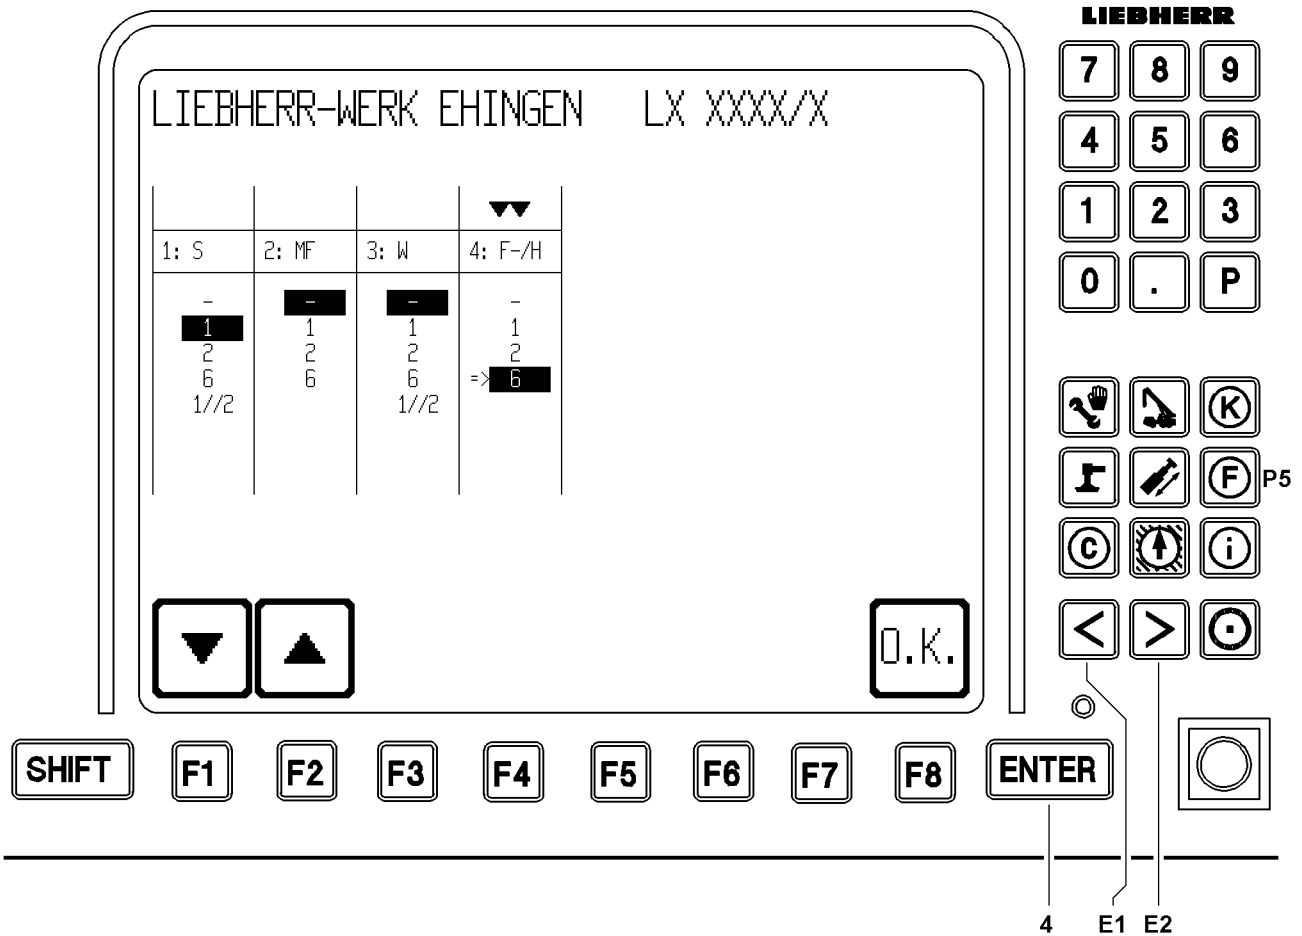 LIEBHERR
7 8 9
LIEBHERR-WERK EHINGEN LX XXXX/X
4 5 6
1 2 3
1: S 2: MF 3: W 4: F-/H
0 . P
- - - -
1 1 1 1
2 2 2 2
6 6 6 => 6
1//2 1//2
K
F P5
C i
O.K. < >
SHIFT F1 F2 F3 F4 F5 F6 F7 F8 ENTER
4 E1 E2